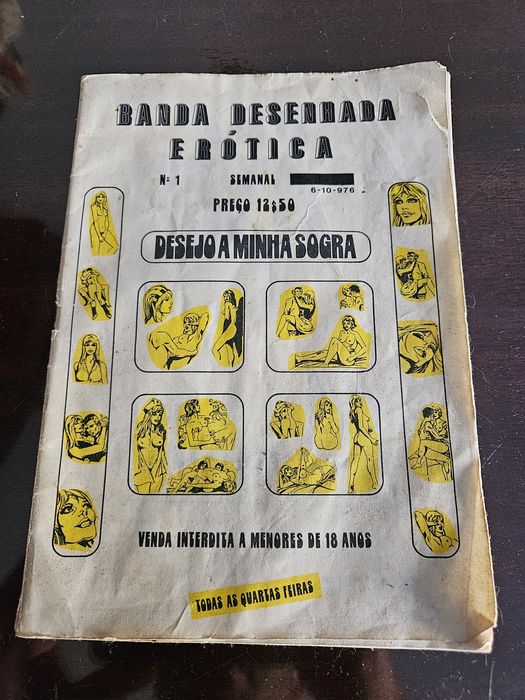 BANDA DESENHADA
ERÓTICA
Nº 1 SEMANAL
6-10-976
PREÇO 12$50
DESEJO A MINHA SOGRA
VENDA INTERDITA A MENORES DE 18 ANOS
TODAS AS QUARTAS FEIRAS